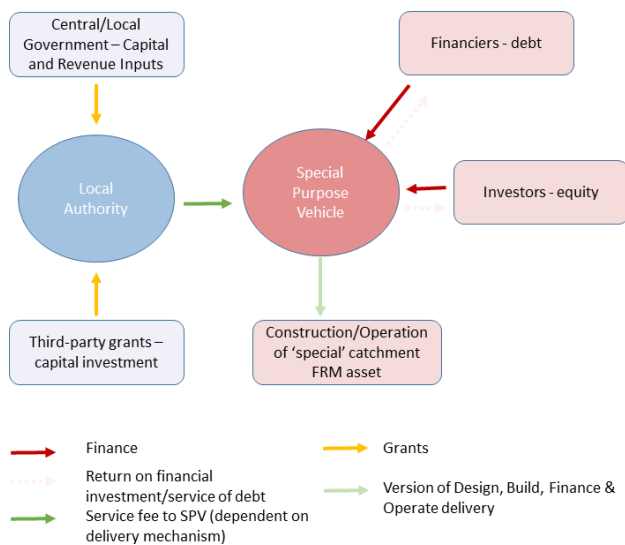 Central/Local
Government – Capital
and Revenue Inputs
Financiers - debt
Local
Authority
Special
Purpose
Vehicle
Investors - equity
Third-party grants –
capital investment
Construction/Operation
of ‘special’ catchment
FRM asset
Finance
Grants
Return on financial
investment/service of debt
Version of Design, Build, Finance &
Operate delivery
Service fee to SPV (dependent on
delivery mechanism)